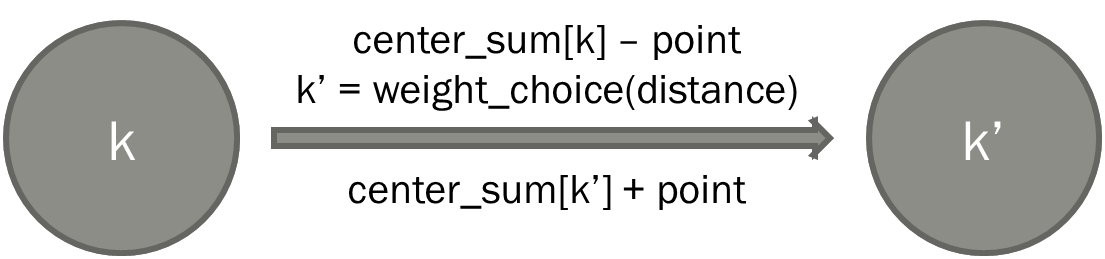 k
center_sum[k] – point
k’ = weight_choice(distance)
center_sum[k’] + point
k’